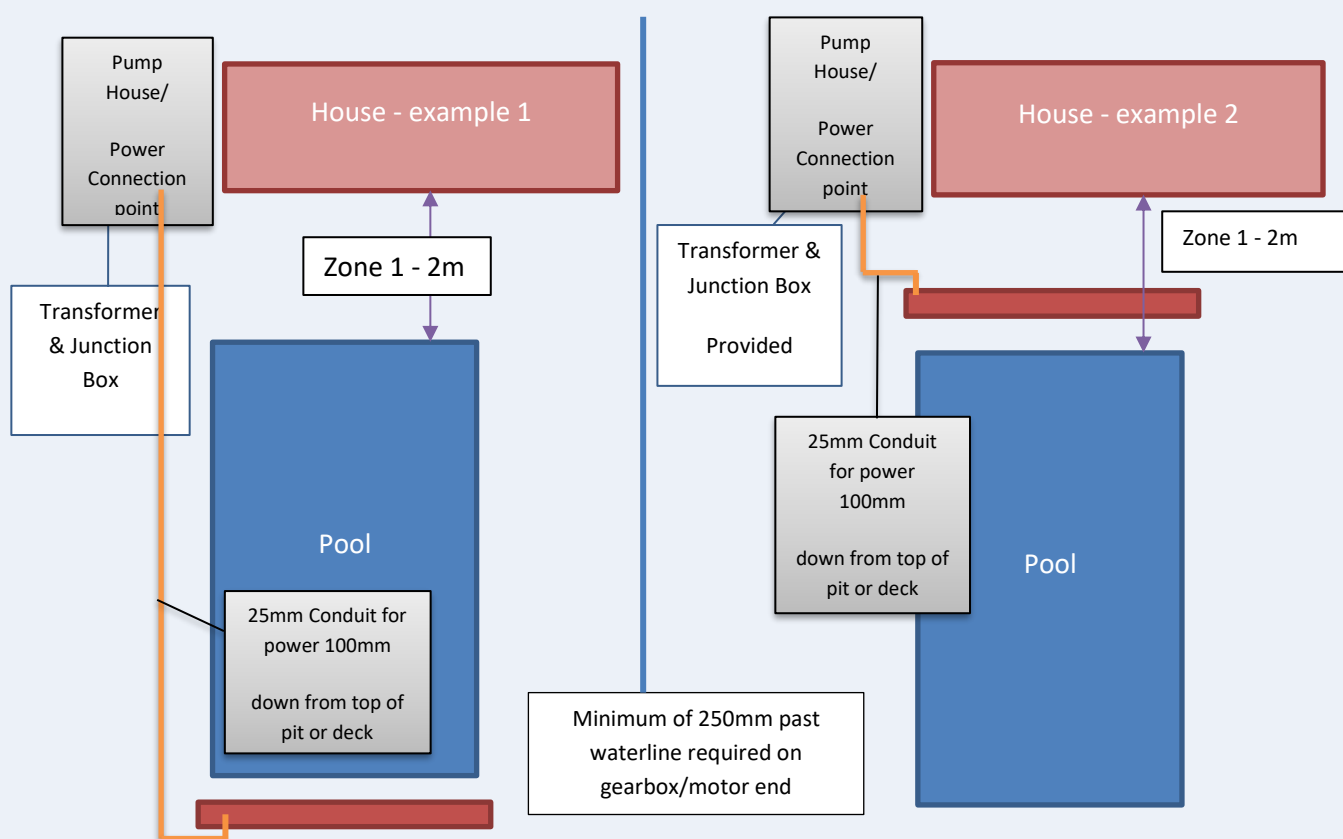 Pump
House/
Power
Connection
point
House - example 1
Zone 1 - 2m
Transformer
& Junction
Box
Pool
25mm Conduit for
power 100mm
down from top of
pit or deck
Pump
House/
Power
Connection
point
House - example 2
Zone 1 - 2m
Transformer &
Junction Box
Provided
25mm Conduit
for power
100mm
down from top of
pit or deck
Pool
Minimum of 250mm past
waterline required on
gearbox/motor end